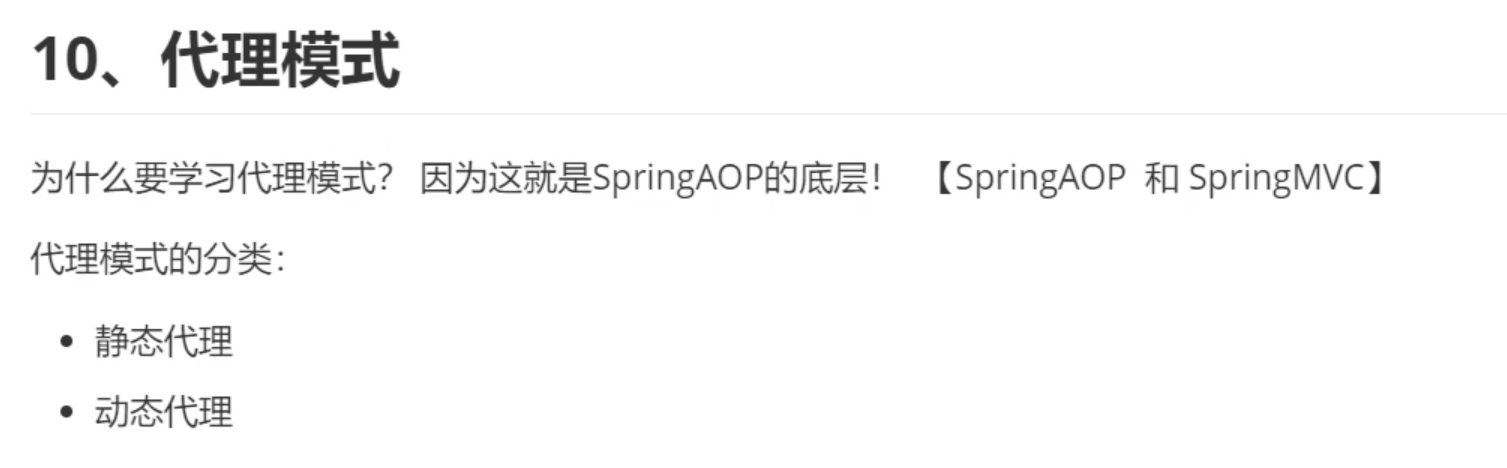 10、代理模式
为什么要学习代理模式? 因为这就是SpringAOP的底层! 【SpringAOP 和 SpringMVC】
代理模式的分类:
• 静态代理
• 动态代理